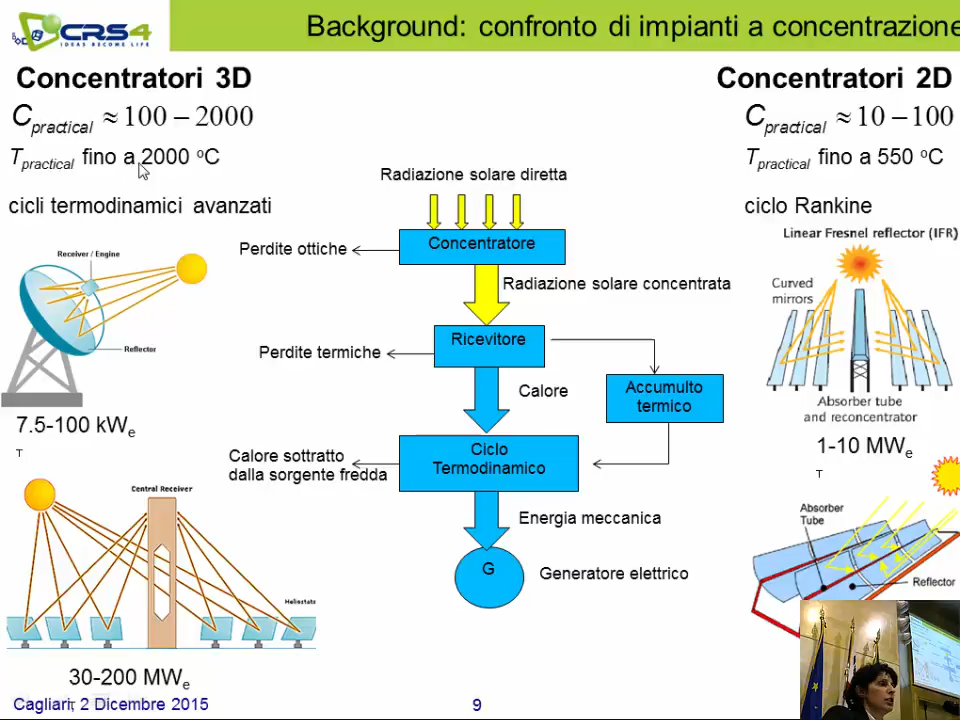 CRS4
IDEAS BECOME LIFE
Background: confronto di impianti a concentrazione
Concentratori 3D
Cpractical ≈ 100 – 2000
Tpractical fino a 2000 ºC
cicli termodinamici avanzati
Receiver / Engine
Reflector
7.5-100 kWe
T
Central Receiver
Heliostats
30-200 MWe
Radiazione solare diretta
Concentratore
Perdite ottiche
Radiazione solare concentrata
Ricevitore
Perdite termiche
Calore
Accumulto
termico
Calore sottratto
dalla sorgente fredda
Ciclo
Termodinamico
Energia meccanica
G
Generatore elettrico
Concentratori 2D
Cpractical ≈ 10 – 100
Tpractical fino a 550 ºC
ciclo Rankine
Linear Fresnel reflector (IFR)
Curved
mirrors
Absorber tube
and reconcentrator
1-10 MWe
T
Absorber
Tube
Reflector
Cagliari, 2 Dicembre 2015
9